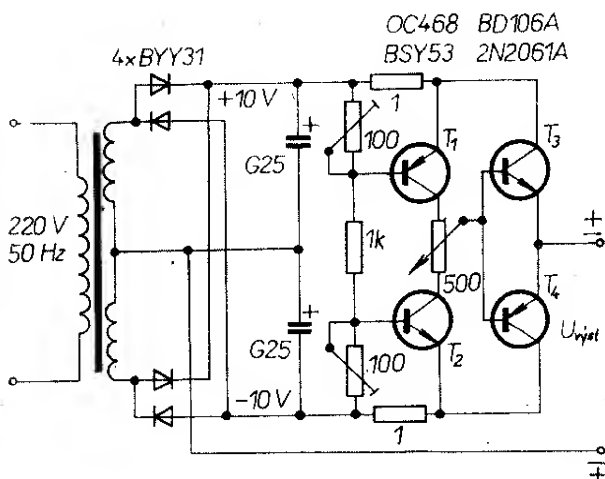 OC468 BD106A
BSY53 2N2061A
4×BYY31
+10 V
1
100
T1
T3
G25
220 V
50 Hz
1k
500
±
G25
T4
Uvýst
100
T2
−10 V
1
∓